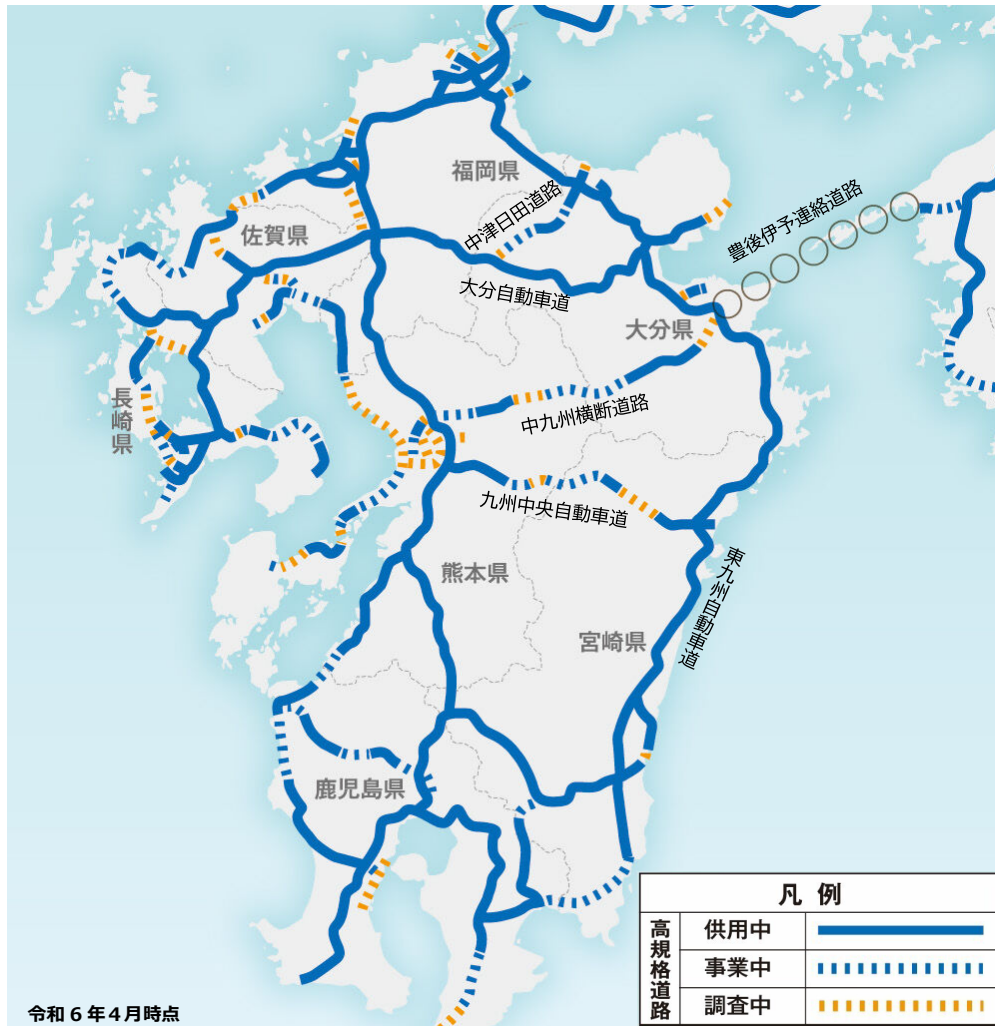 福岡県
中津日田道路
豊後伊予連絡道路
佐賀県
大分自動車道
大分県
長崎県
中九州横断道路
九州中央自動車道
東九州自動車道
熊本県
宮崎県
鹿児島県
凡 例
高規格道路
供用中
事業中
調査中
令和6年4月時点